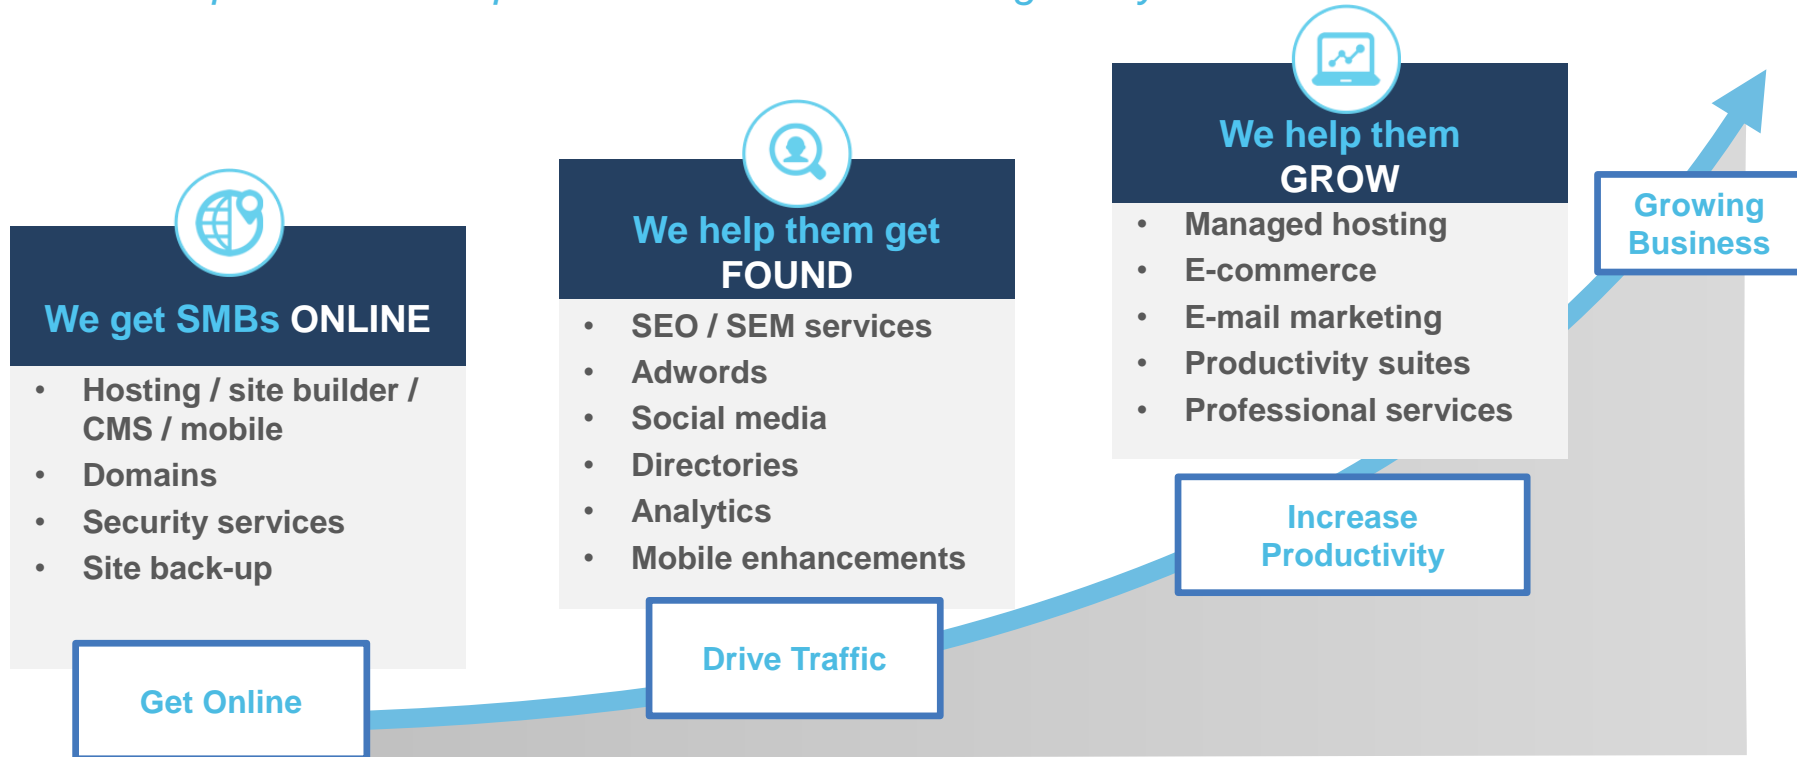 We get SMBs ONLINE
• Hosting / site builder /
CMS / mobile
• Domains
• Security services
• Site back-up
Get Online
We help them get
FOUND
• SEO / SEM services
• Adwords
• Social media
• Directories
• Analytics
• Mobile enhancements
Drive Traffic
We help them
GROW
• Managed hosting
• E-commerce
• E-mail marketing
• Productivity suites
• Professional services
Increase
Productivity
Growing
Business